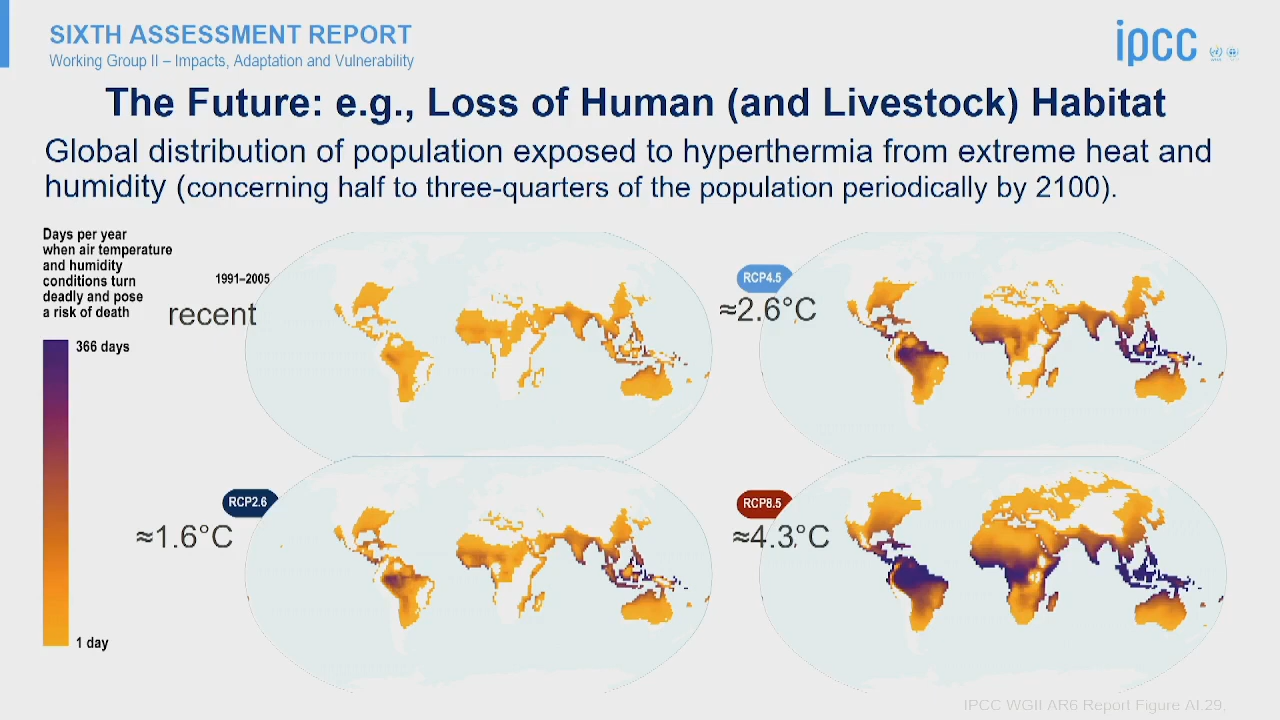 SIXTH ASSESSMENT REPORT
Working Group II – Impacts, Adaptation and Vulnerability
ipcc
The Future: e.g., Loss of Human (and Livestock) Habitat
Global distribution of population exposed to hyperthermia from extreme heat and
humidity (concerning half to three-quarters of the population periodically by 2100).
Days per year
when air temperature
and humidity
conditions turn
deadly and pose
a risk of death
366 days
1 day
1991–2005
recent
RCP4.5
≈2.6°C
RCP2.6
≈1.6°C
RCP8.5
≈4.3°C
IPCC WGII AR6 Report Figure AI.29,